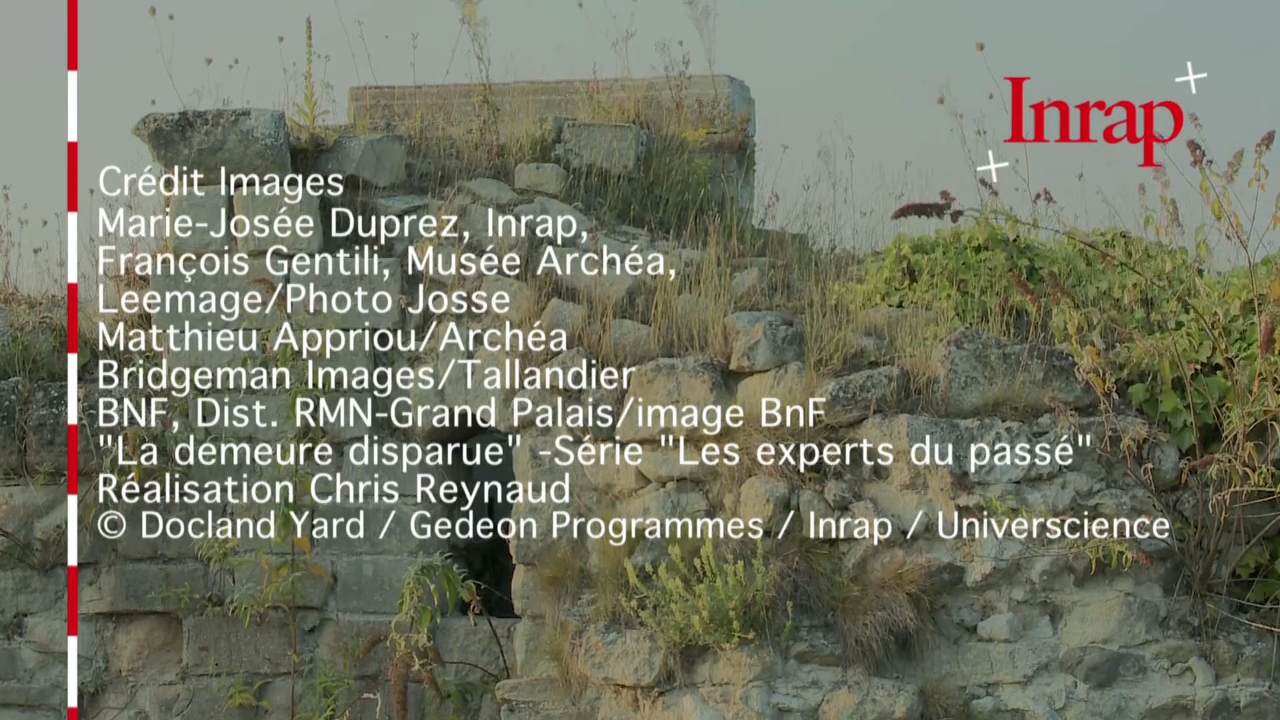 Inrap
Crédit Images
Marie-Josée Duprez, Inrap,
François Gentili, Musée Archéa,
Leemage/Photo Josse
Matthieu Appriou/Archéa
Bridgeman Images/Tallandier
BNF, Dist. RMN-Grand Palais/image BnF
"La demeure disparue" -Série "Les experts du passé"
Réalisation Chris Reynaud
© Docland Yard / Gedeon Programmes / Inrap / Universcience